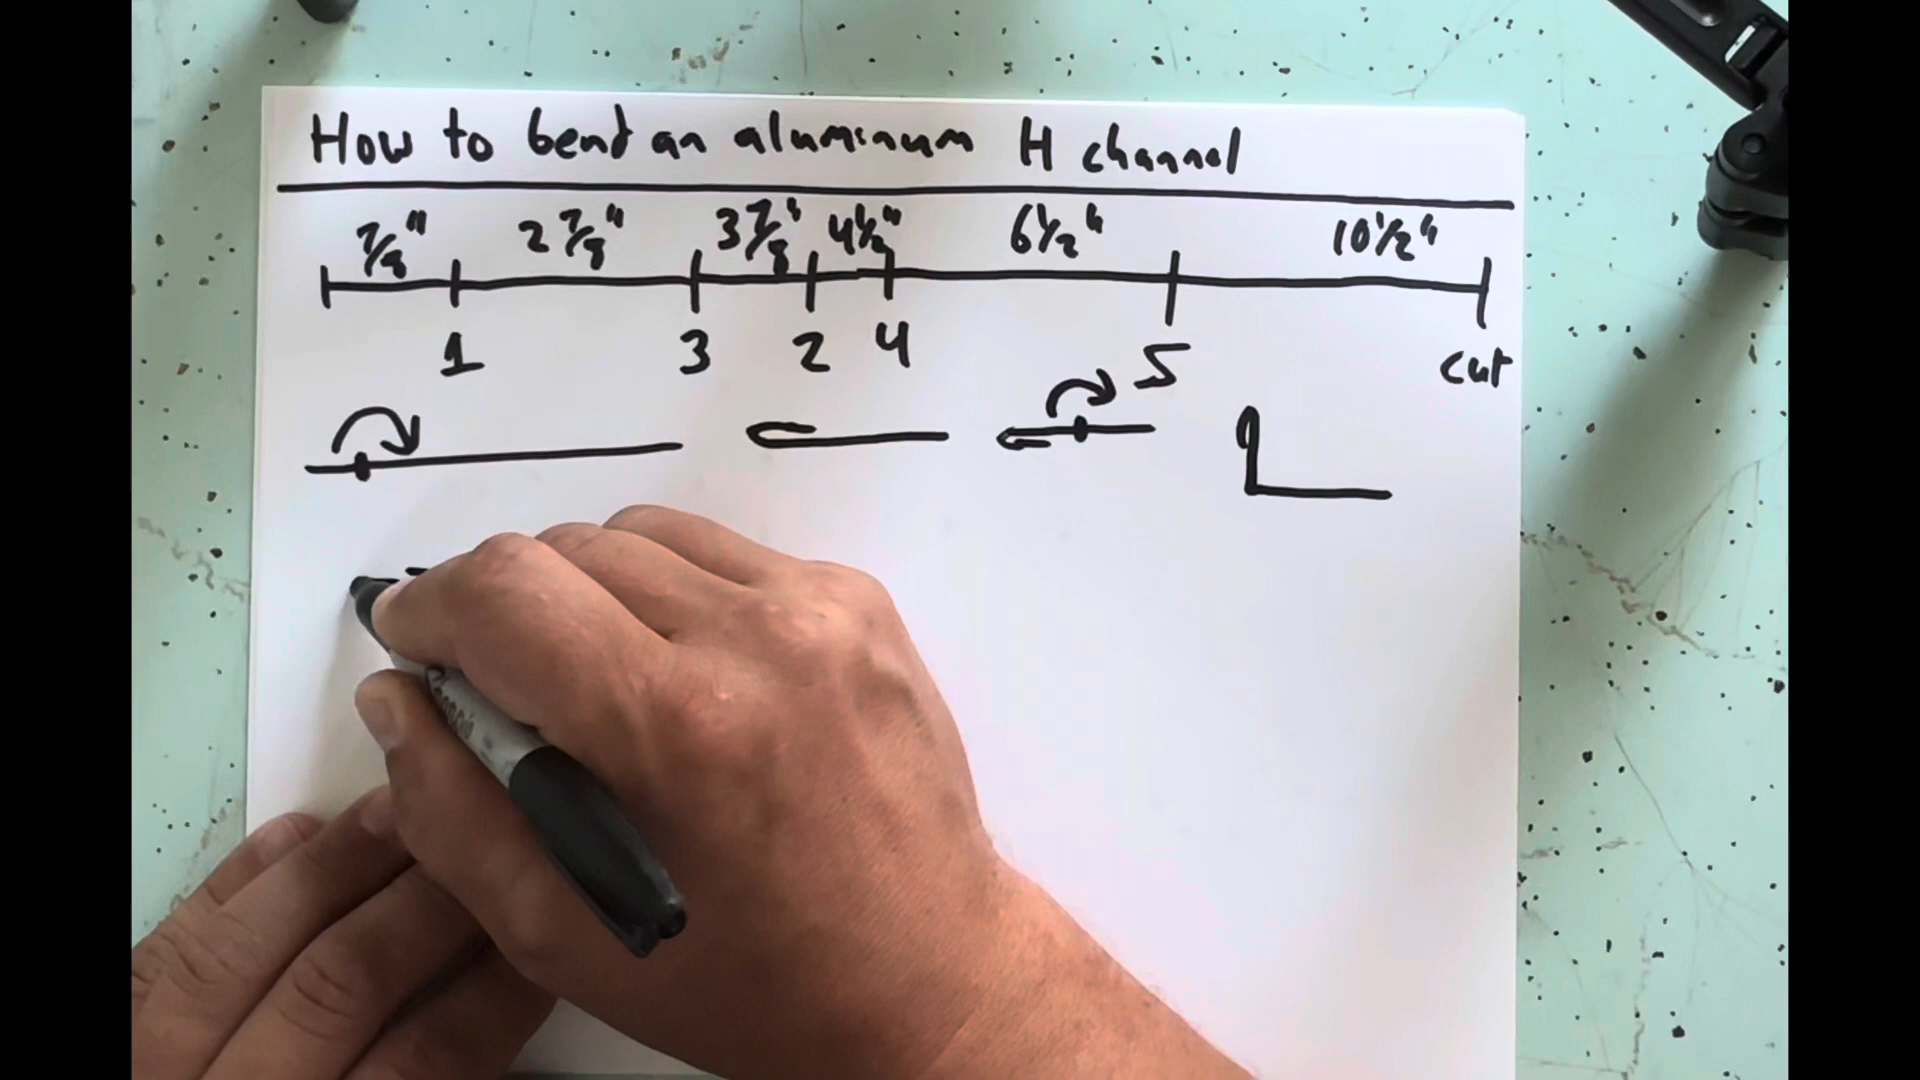 How to bend an aluminum H channel
7/8" 2 7/8" 3 7/8" 4 1/2" 6 1/2" 10 1/2"
1 3 2 4 5 cut